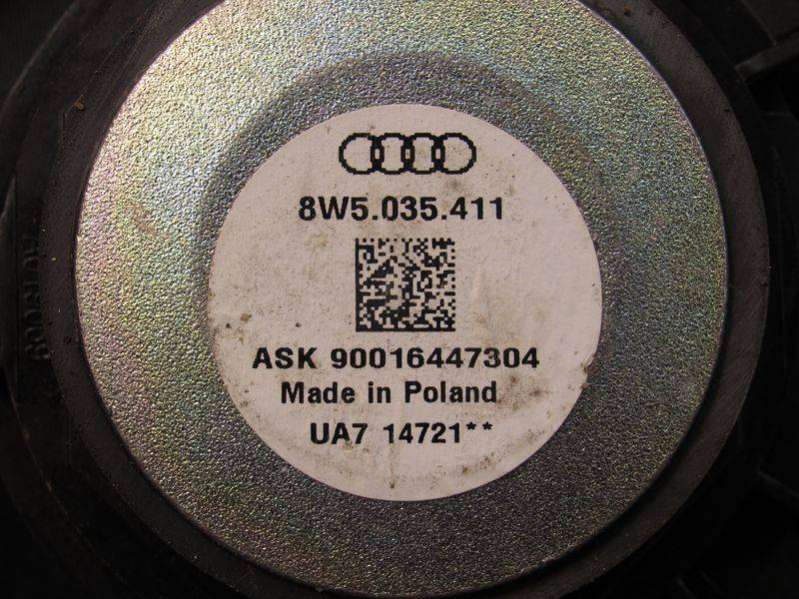 8W5.035.411
ASK 90016447304
Made in Poland
UA7 14721**